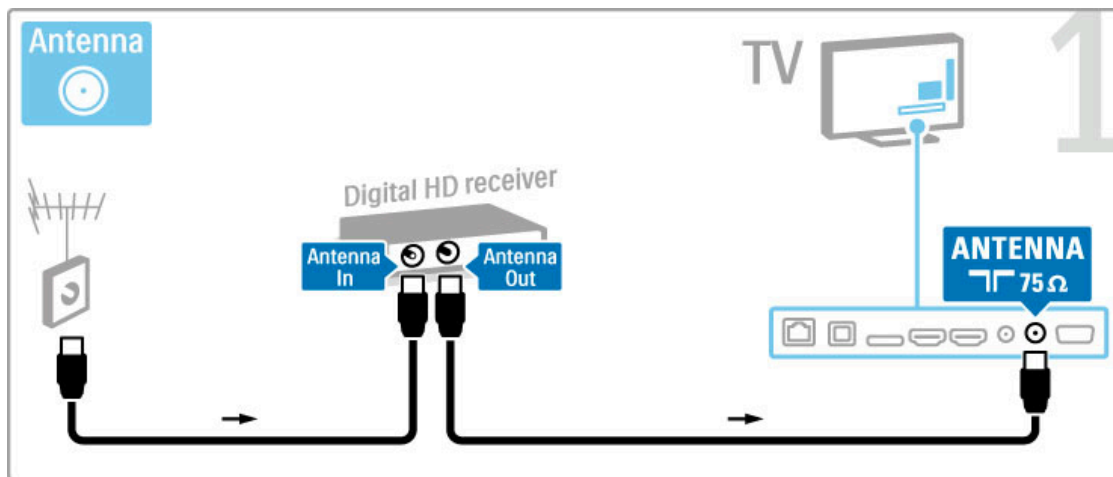 Antenna
TV
1
Digital HD receiver
Antenna
In
Antenna
Out
ANTENNA
75 Ω